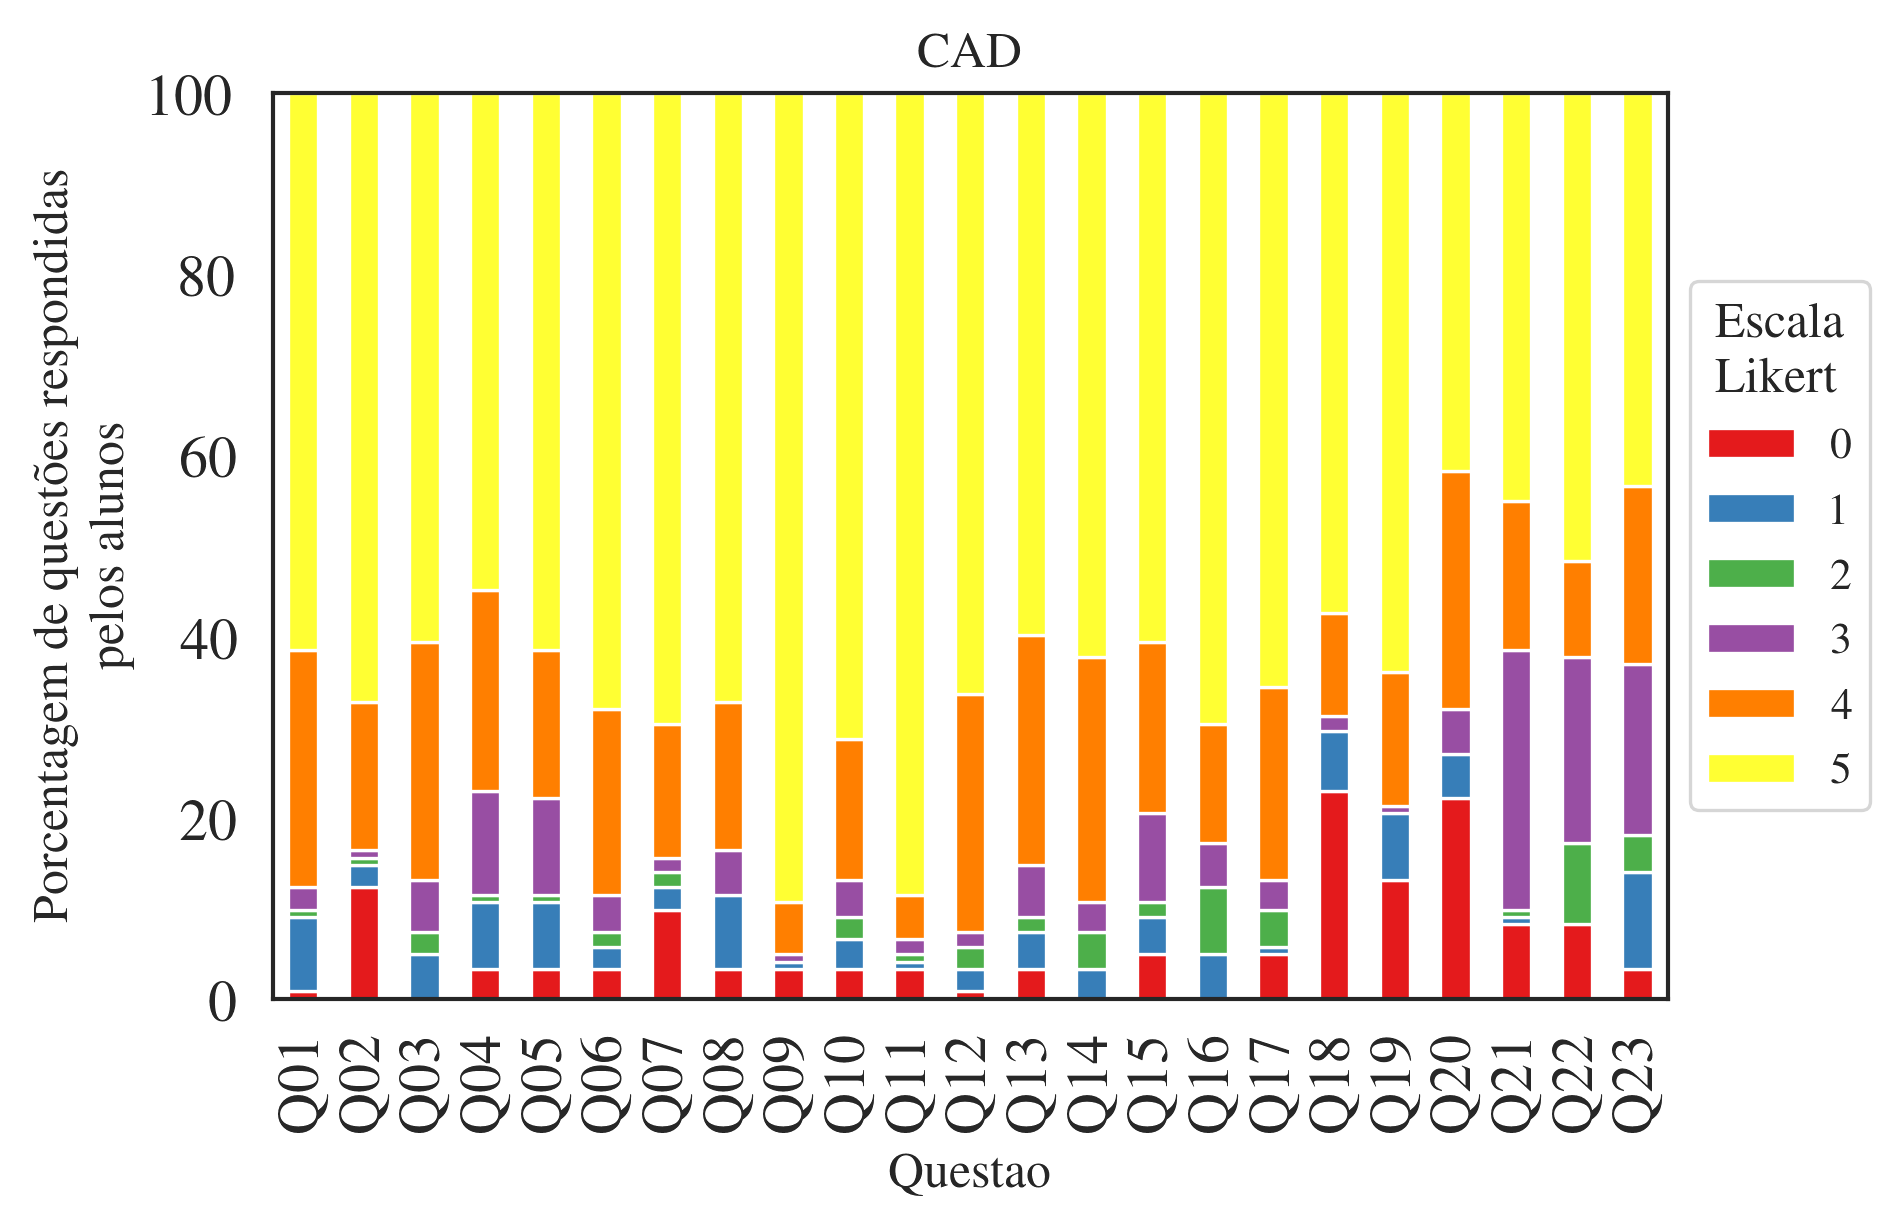 CAD
Porcentagem de questões respondidas
pelos alunos
100
80
60
40
20
0
Q01
Q02
Q03
Q04
Q05
Q06
Q07
Q08
Q009
Q10
Q11
Q12
Q13
Q14
Q15
Q16
Q17
Q18
Q19
Q20
Q21
Q22
Q23
Questao
Escala
Likert
0
1
2
3
4
5